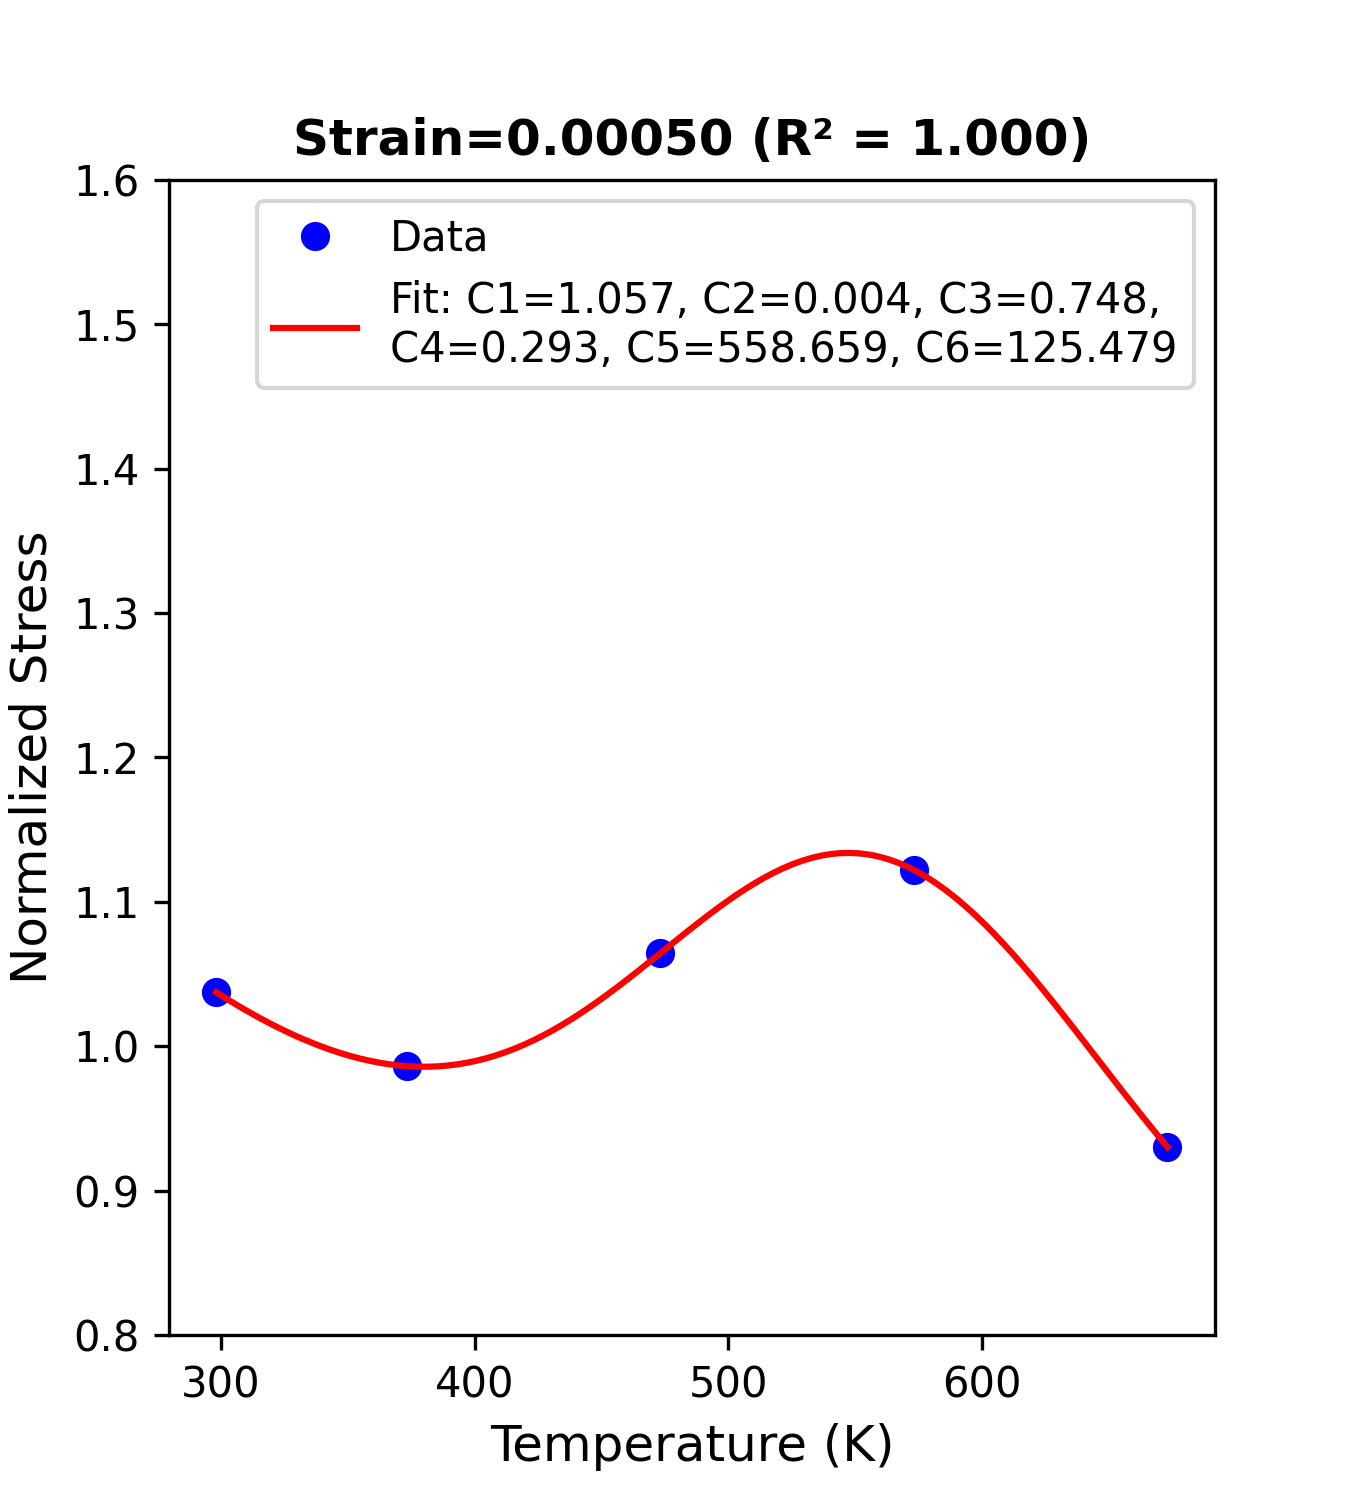 Strain=0.00050 (R² = 1.000)
1.6
1.5
1.4
1.3
1.2
1.1
1.0
0.9
0.8
Normalized Stress
Data
Fit: C1=1.057, C2=0.004, C3=0.748,
C4=0.293, C5=558.659, C6=125.479
300 400 500 600
Temperature (K)